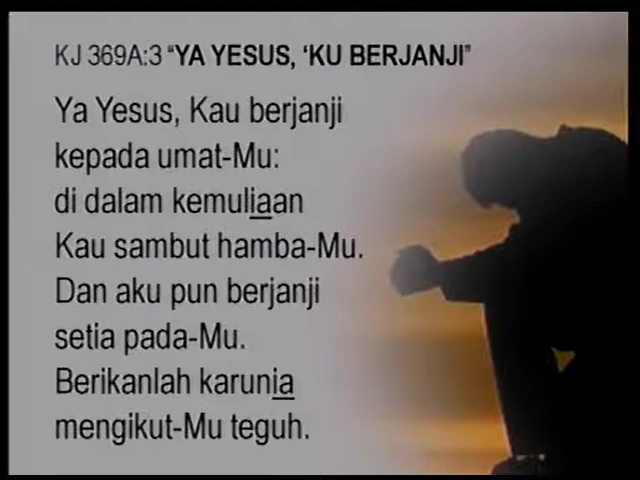 KJ 369A:3 “YA YESUS, ‘KU BERJANJI”
Ya Yesus, Kau berjanji
kepada umat-Mu:
di dalam kemuliaan
Kau sambut hamba-Mu.
Dan aku pun berjanji
setia pada-Mu.
Berikanlah karunia
mengikut-Mu teguh.